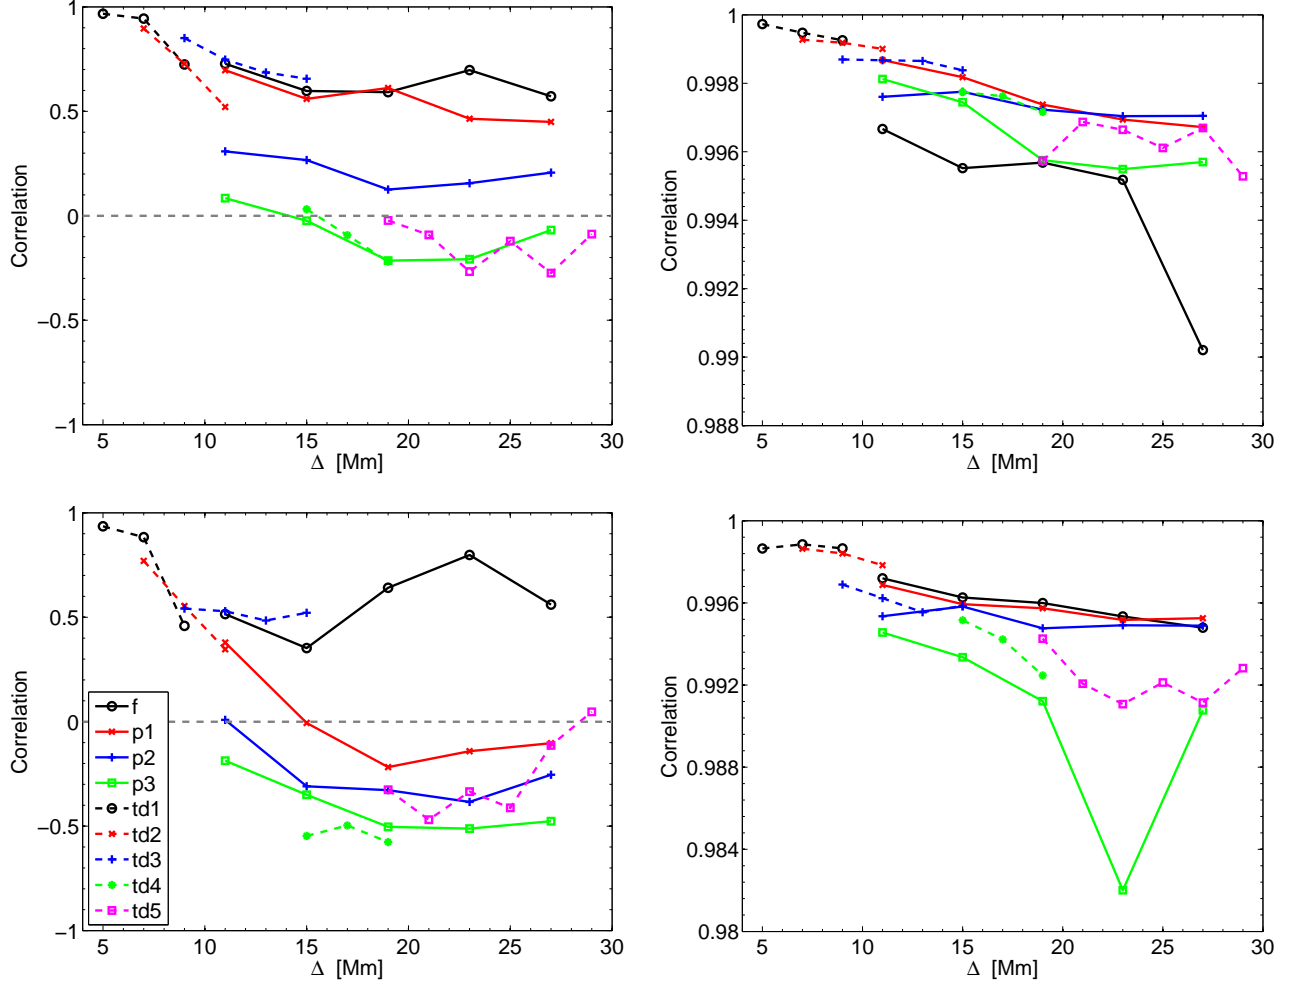 1
0.5
0
−0.5
−1
5
10
15
20
25
30
Correlation
Δ [Mm]
1
0.998
0.996
0.994
0.992
0.99
0.988
5
10
15
20
25
30
Correlation
Δ [Mm]
1
0.5
0
−0.5
−1
5
10
15
20
25
30
Correlation
Δ [Mm]
f
p1
p2
p3
td1
td2
td3
td4
td5
1
0.996
0.992
0.988
0.984
0.98
5
10
15
20
25
30
Correlation
Δ [Mm]